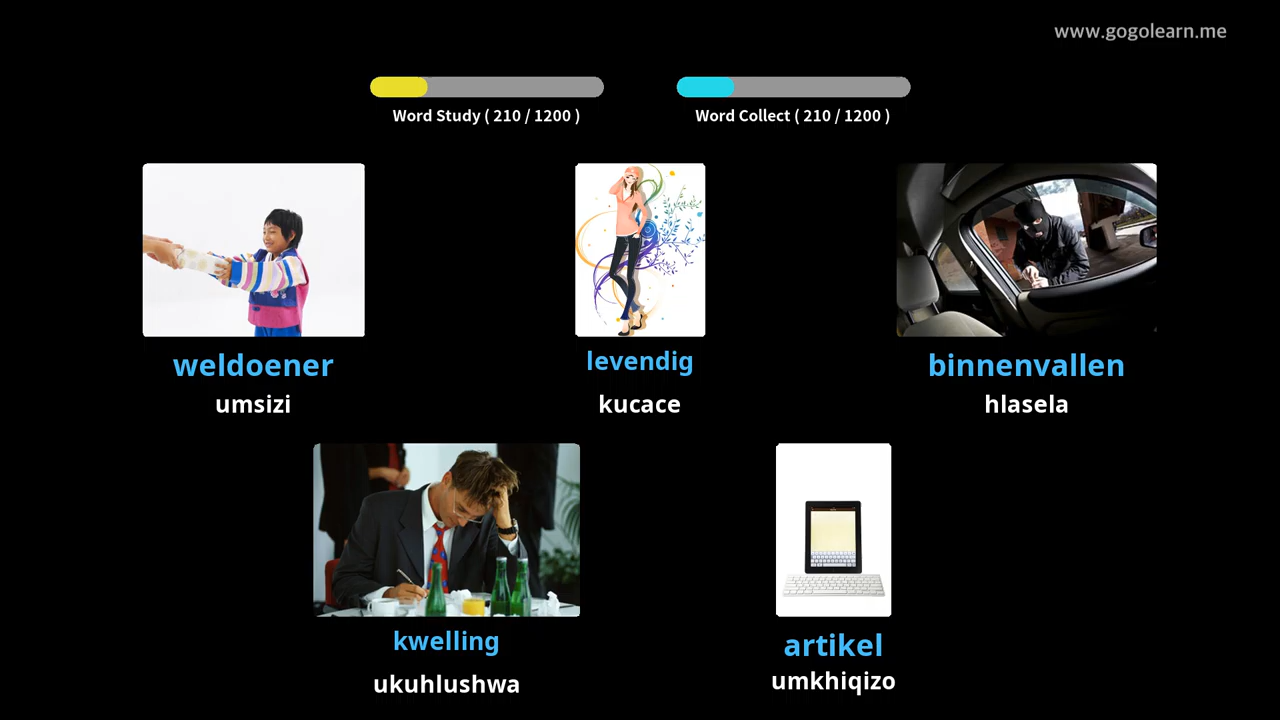 www.gogolearn.me
Word Study ( 210 / 1200 )
Word Collect ( 210 / 1200 )
weldoener
umsizi
levendig
kucace
binnenvallen
hlasela
kwelling
ukuhlushwa
artikel
umkhiqizo